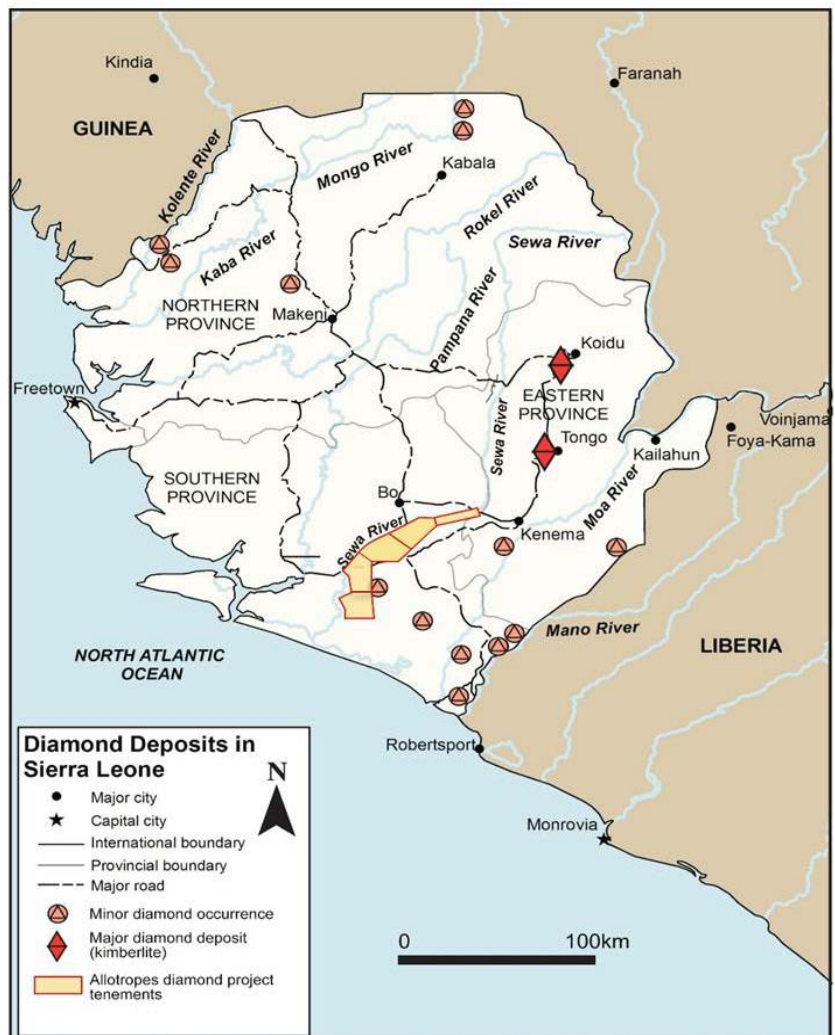 Kindia
Faranah
GUINEA
Kolente River
Mongo River
Kabala
Rokel River
Sewa River
Kaba River
NORTHERN
PROVINCE
Makeni
Pampana River
Koidu
Freetown
EASTERN
PROVINCE
Sewa River
Tongo
Voinjama
Foya-Kama
Kailahun
SOUTHERN
PROVINCE
Bo
Moa River
Sewa River
Kenema
Mano River
LIBERIA
NORTH ATLANTIC
OCEAN
Robertsport
Monrovia
Diamond Deposits in
Sierra Leone
N
Major city
Capital city
International boundary
Provincial boundary
Major road
Minor diamond occurrence
Major diamond deposit
(kimberlite)
Allotropes diamond project
tenements
0 100km